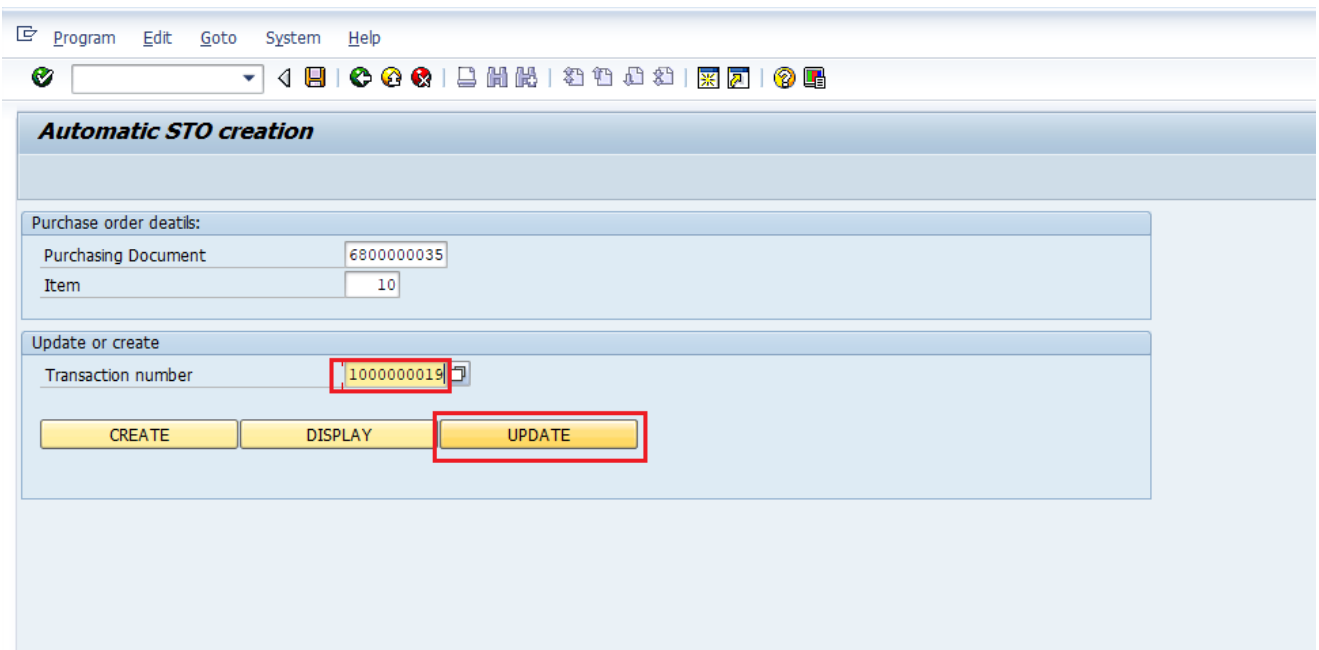 Program Edit Goto System Help
Automatic STO creation
Purchase order deatils:
Purchasing Document 6800000035
Item 10
Update or create
Transaction number 1000000019
CREATE DISPLAY UPDATE